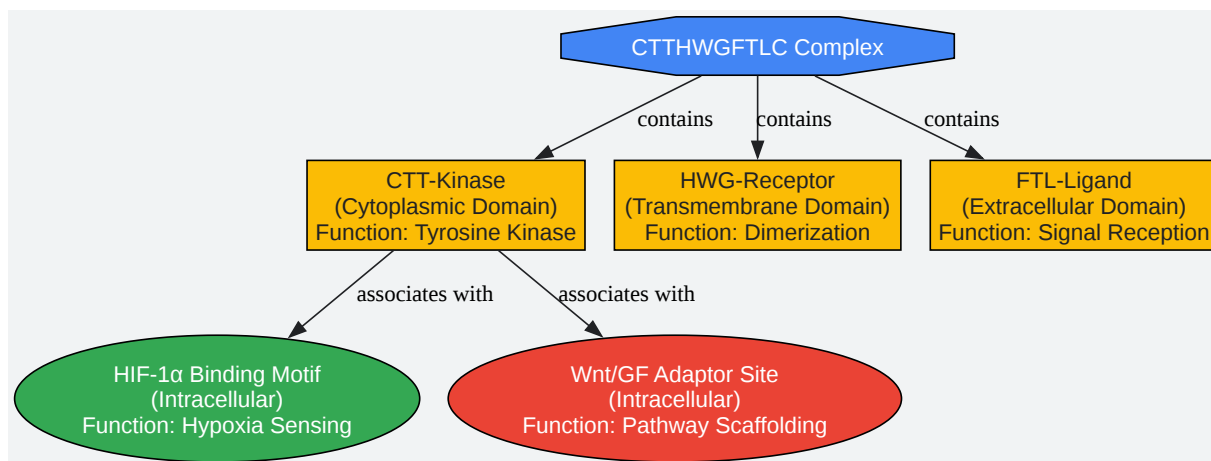 CTTHWGFTLC Complex
contains
contains
contains
CTT-Kinase
(Cytoplasmic Domain)
Function: Tyrosine Kinase
HWG-Receptor
(Transmembrane Domain)
Function: Dimerization
FTL-Ligand
(Extracellular Domain)
Function: Signal Reception
associates with
associates with
HIF-1α Binding Motif
(Intracellular)
Function: Hypoxia Sensing
Wnt/GF Adaptor Site
(Intracellular)
Function: Pathway Scaffolding